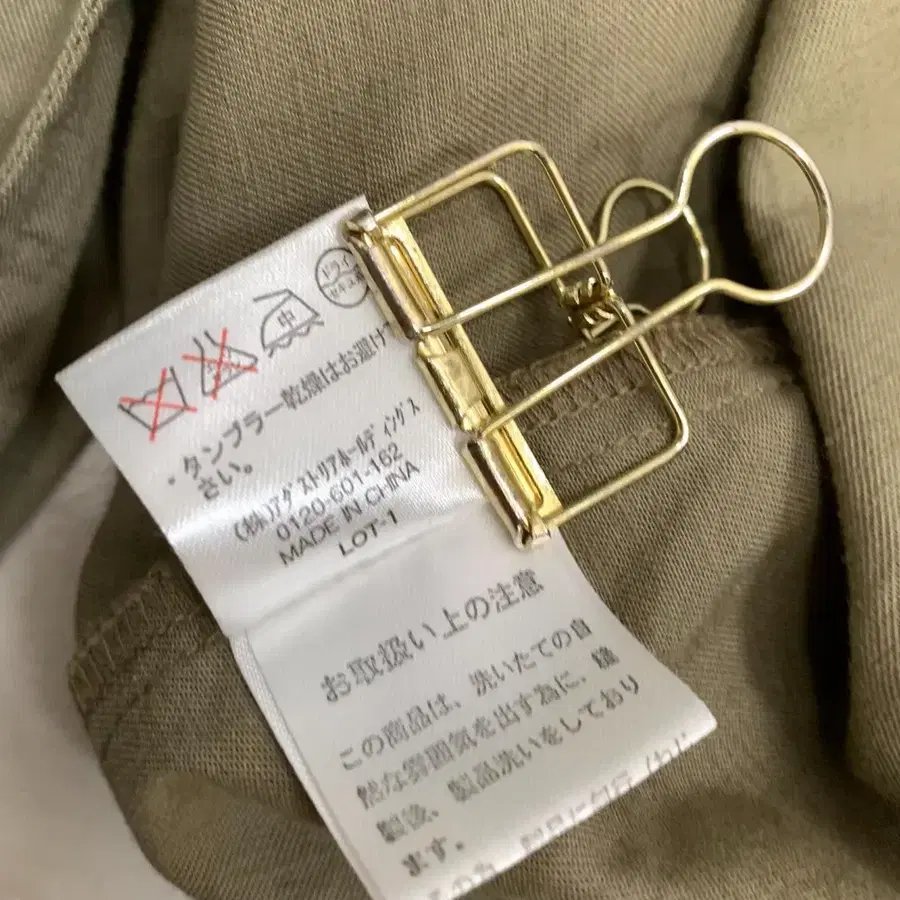 中
ドライ
セキユ系
・タンブラー乾燥はお避け
さい。
(株)アダストリアホールディングス
0120-601-162
MADE IN CHINA
LOT-1
お取扱い上の注意
この商品は、洗いたての自
然な雰囲気を出す為に、縫
製後、製品洗いをしており
ます。